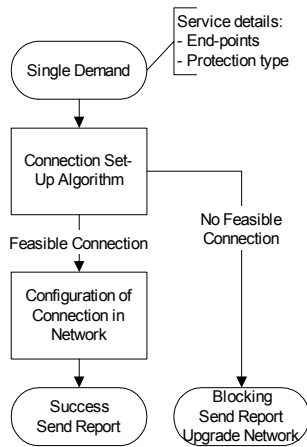 Service details:
- End-points
- Protection type
Single Demand
Connection Set-
Up Algorithm
No Feasible
Connection
Feasible Connection
Configuration of
Connection in
Network
Success
Send Report
Blocking
Send Report
Upgrade Network